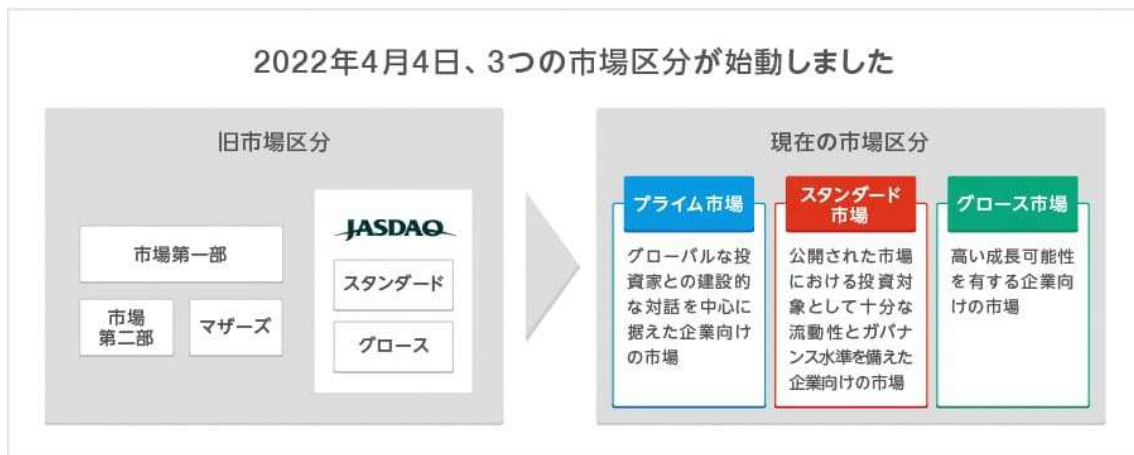 2022年4月4日、3つの市場区分が始動しました
旧市場区分
市場第一部
市場
第二部
マザーズ
JASDAQ
スタンダード
グロース
現在の市場区分
プライム市場
グローバルな投
資家との建設的
な対話を中心に
据えた企業向け
の市場
スタンダード
市場
公開された市場
における投資対
象として十分な
流動性とガバナ
ンス水準を備えた
企業向けの市場
グロース市場
高い成長可能性
を有する企業向
けの市場